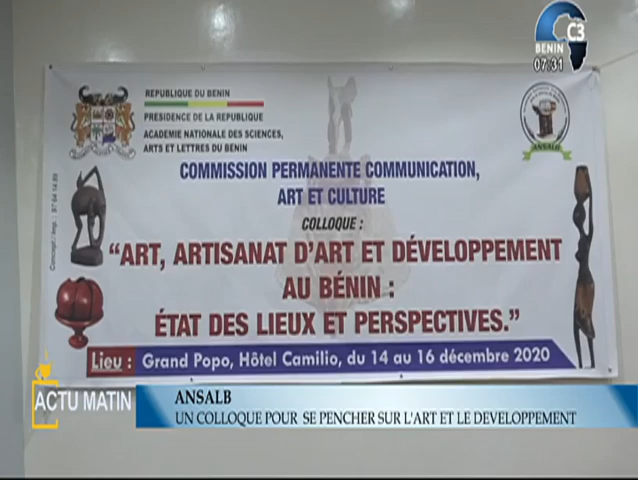 C3
BENIN
07:31
REPUBLIQUE DU BENIN
PRESIDENCE DE LA REPUBLIQUE
ACADEMIE NATIONALE DES SCIENCES,
ARTS ET LETTRES DU BENIN
ANSALB
COMMISSION PERMANENTE COMMUNICATION,
ART ET CULTURE
COLLOQUE :
“ART, ARTISANAT D'ART ET DÉVELOPPEMENT
AU BÉNIN :
ÉTAT DES LIEUX ET PERSPECTIVES.”
Lieu : Grand Popo, Hôtel Camilio, du 14 au 16 décembre 2020
ACTU MATIN
ANSALB
UN COLLOQUE POUR SE PENCHER SUR L'ART ET LE DEVELOPPEMENT